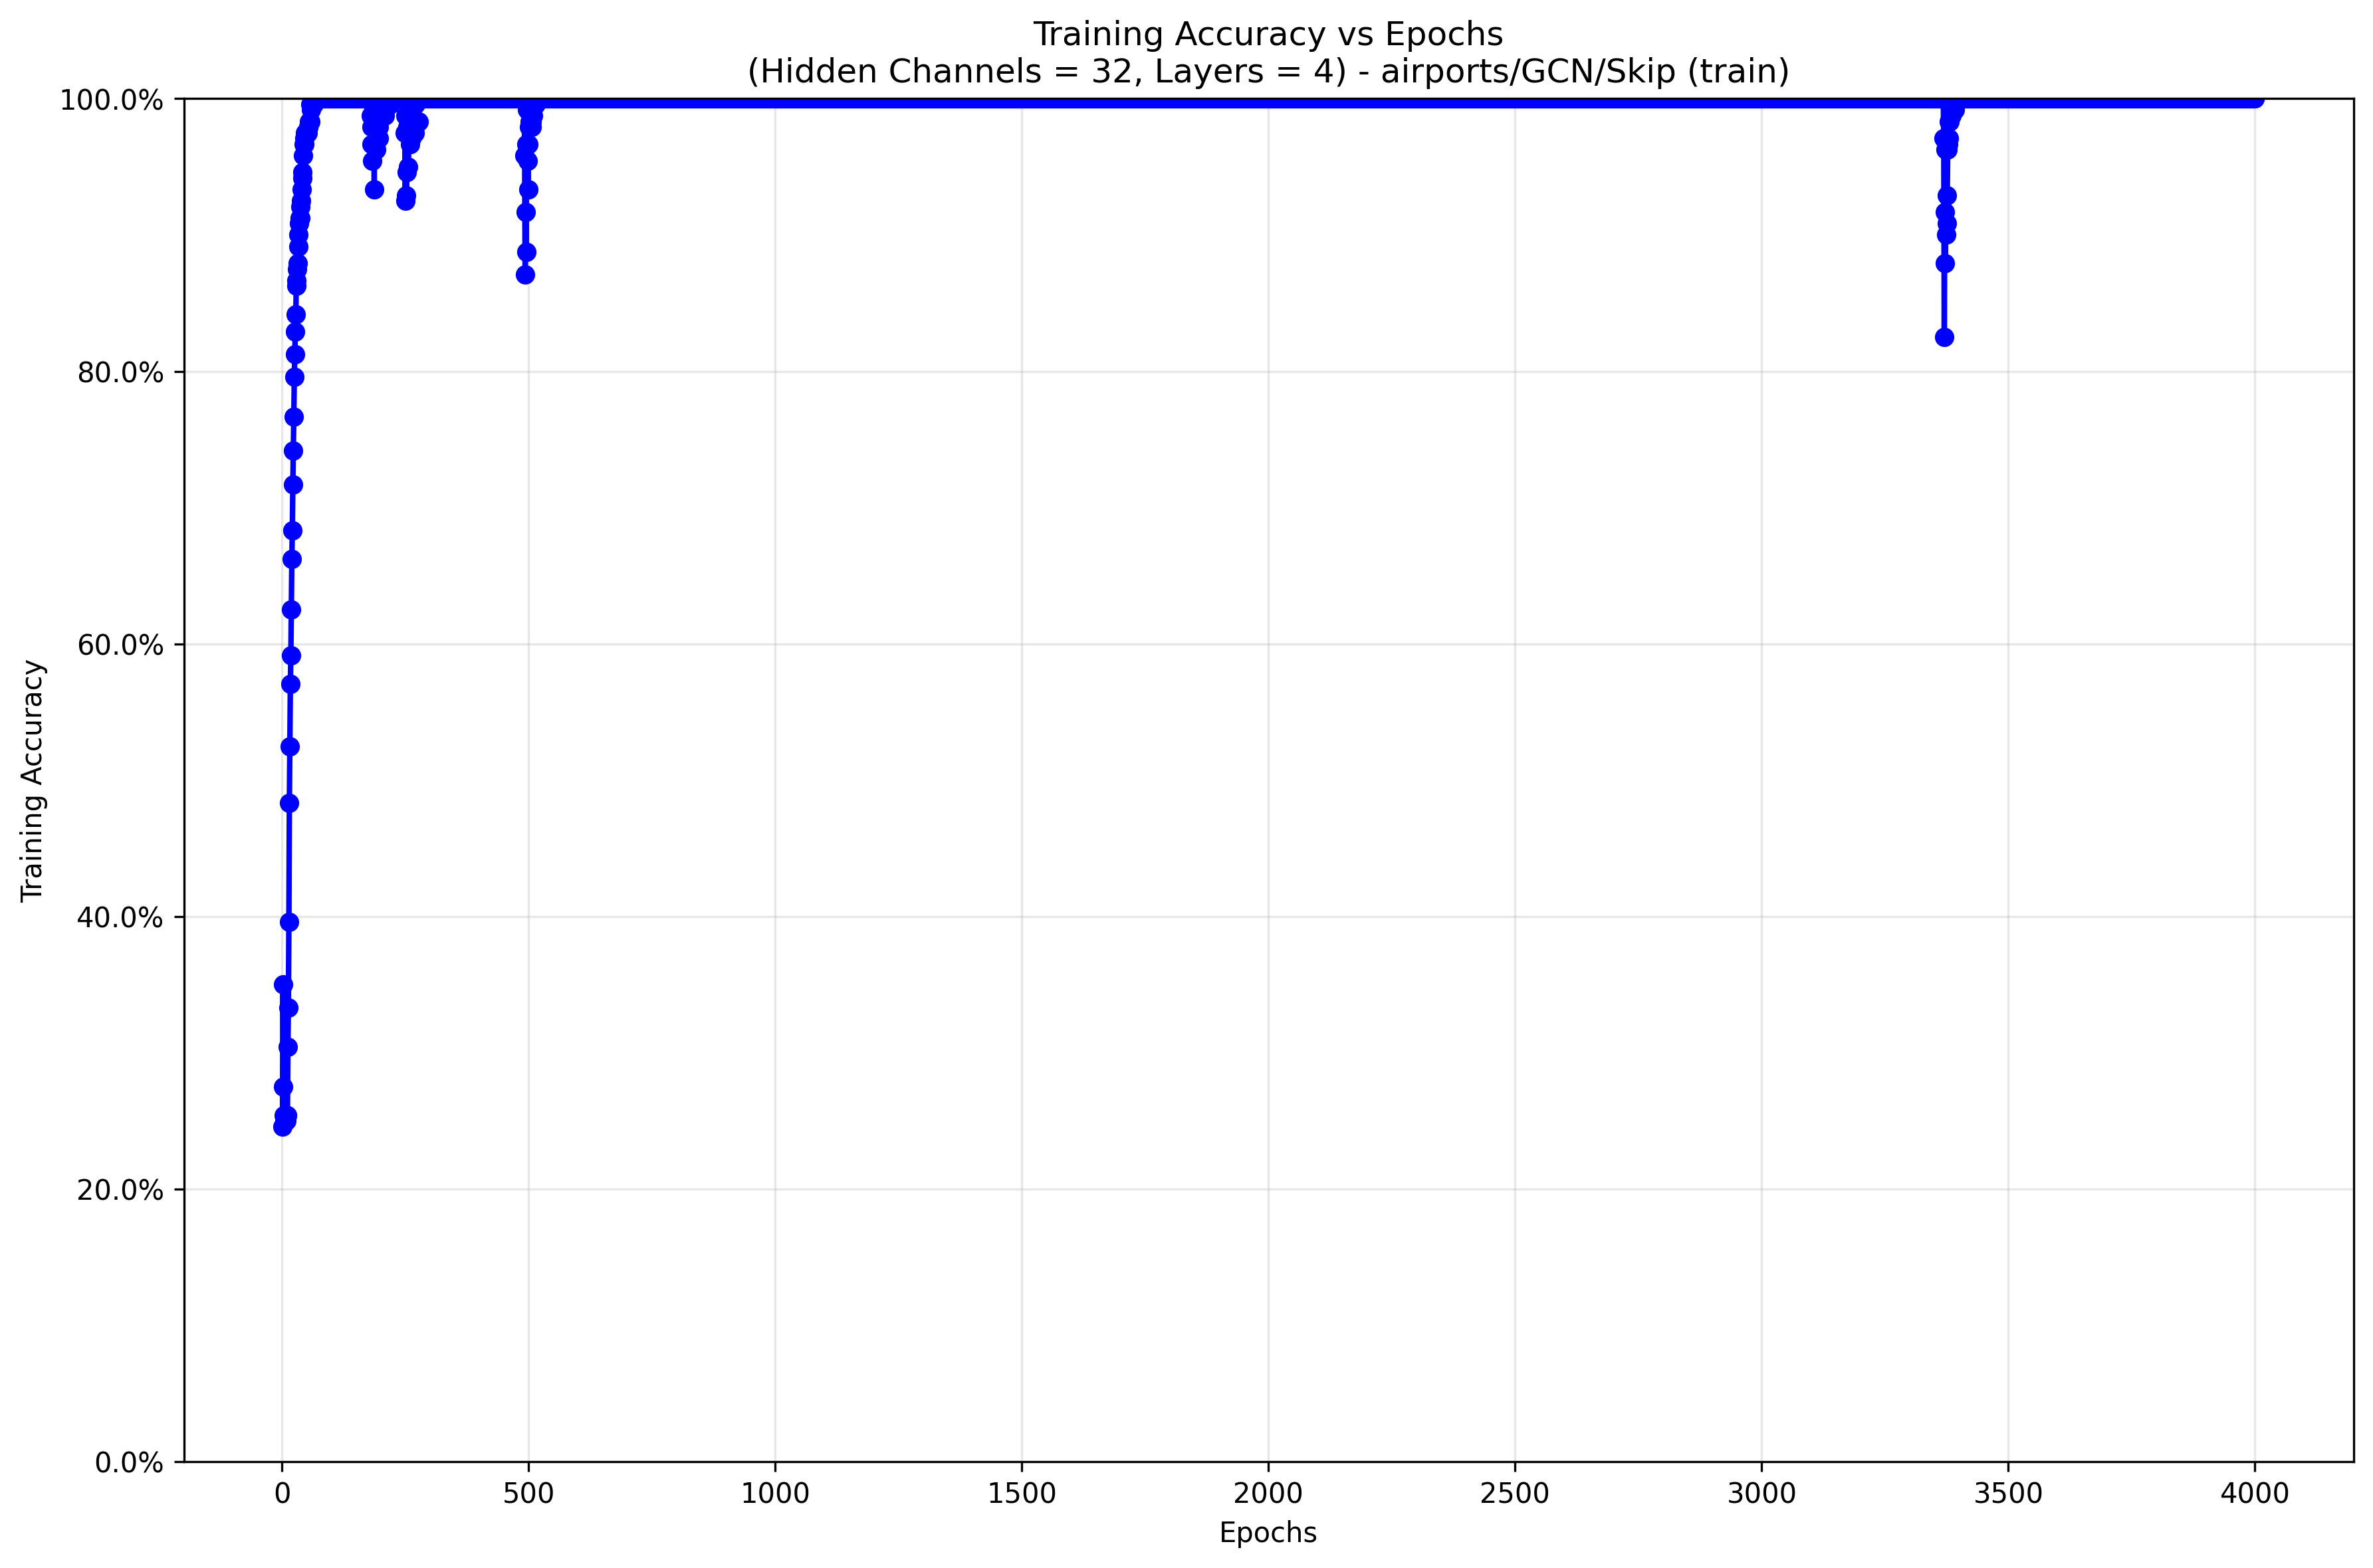 Training Accuracy vs Epochs
(Hidden Channels = 32, Layers = 4) - airports/GCN/Skip (train)
100.0%
80.0%
60.0%
40.0%
20.0%
0.0%
Training Accuracy
0 500 1000 1500 2000 2500 3000 3500 4000
Epochs